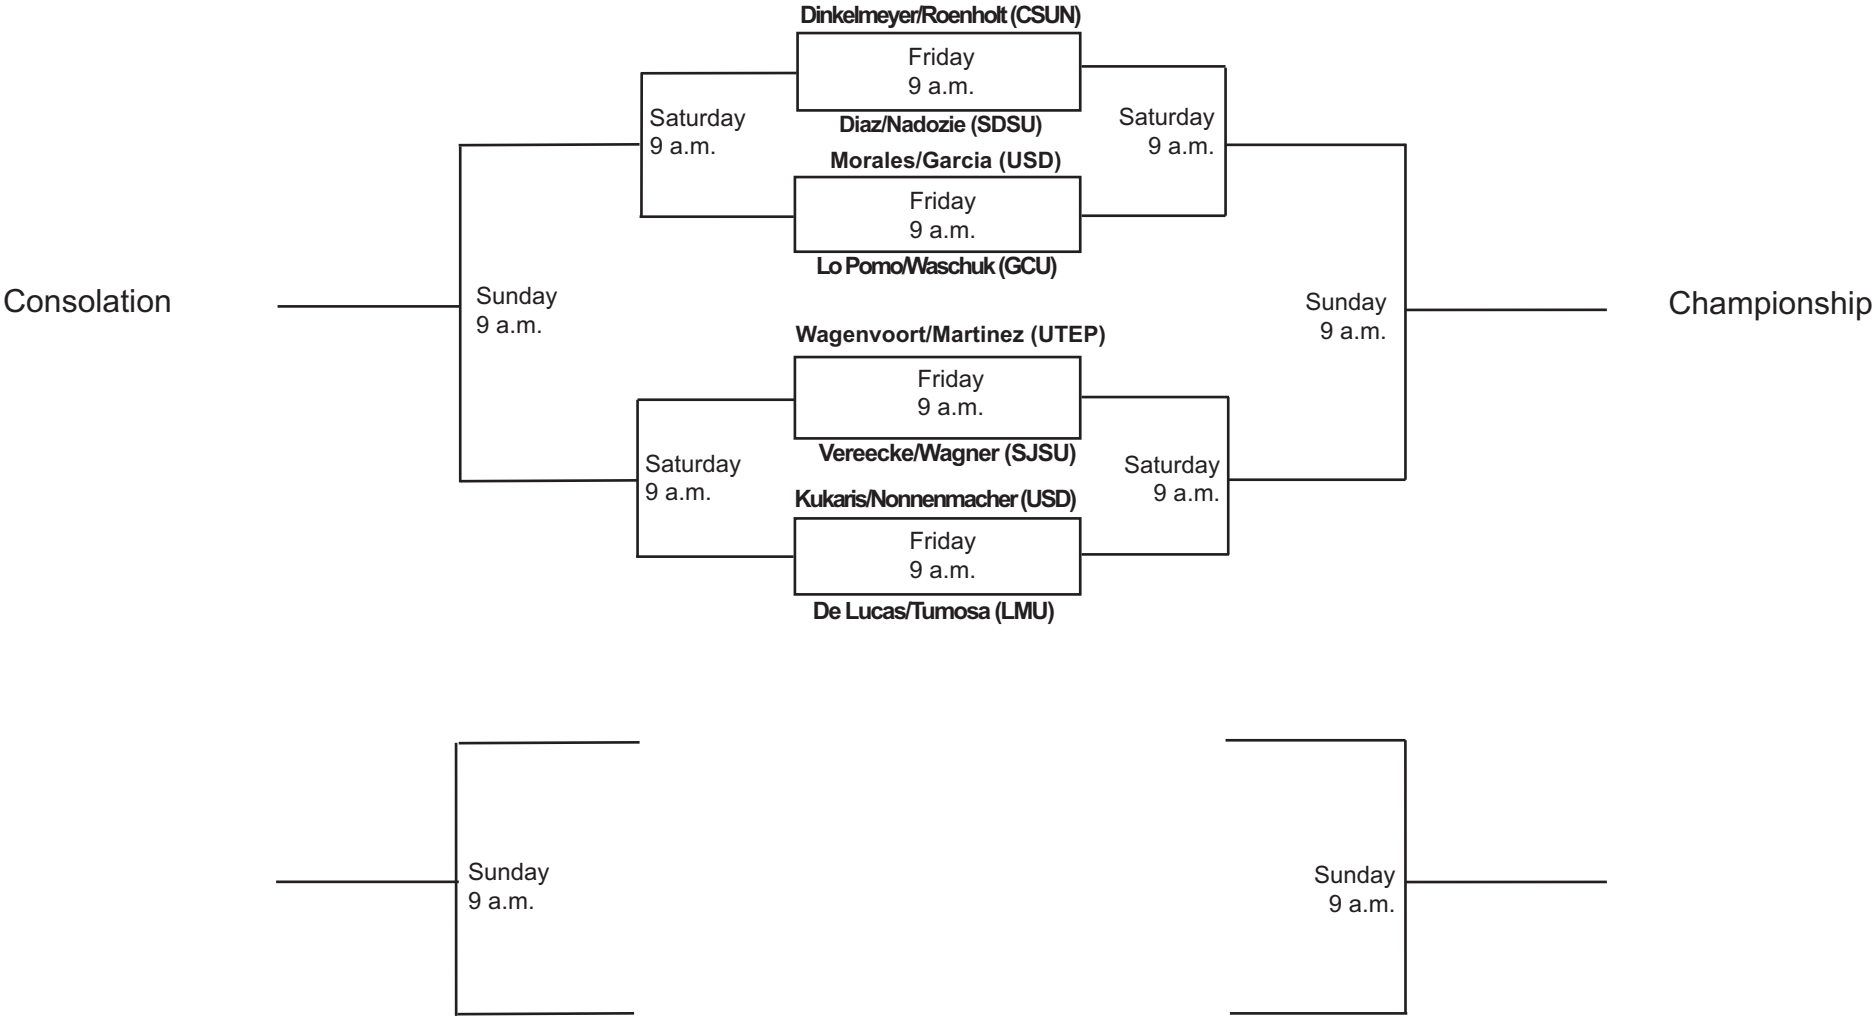 Dinkelmeyer/Roenholt (CSUN)
Friday
9 a.m.
Diaz/Nadozie (SDSU)
Saturday
9 a.m.
Saturday
9 a.m.
Morales/Garcia (USD)
Friday
9 a.m.
Lo Pomo/Waschuk (GCU)
Consolation
Sunday
9 a.m.
Sunday
9 a.m.
Championship
Wagenvoort/Martinez (UTEP)
Friday
9 a.m.
Vereecke/Wagner (SJSU)
Saturday
9 a.m.
Saturday
9 a.m.
Kukaris/Nonnenmacher (USD)
Friday
9 a.m.
De Lucas/Tumosa (LMU)
Sunday
9 a.m.
Sunday
9 a.m.